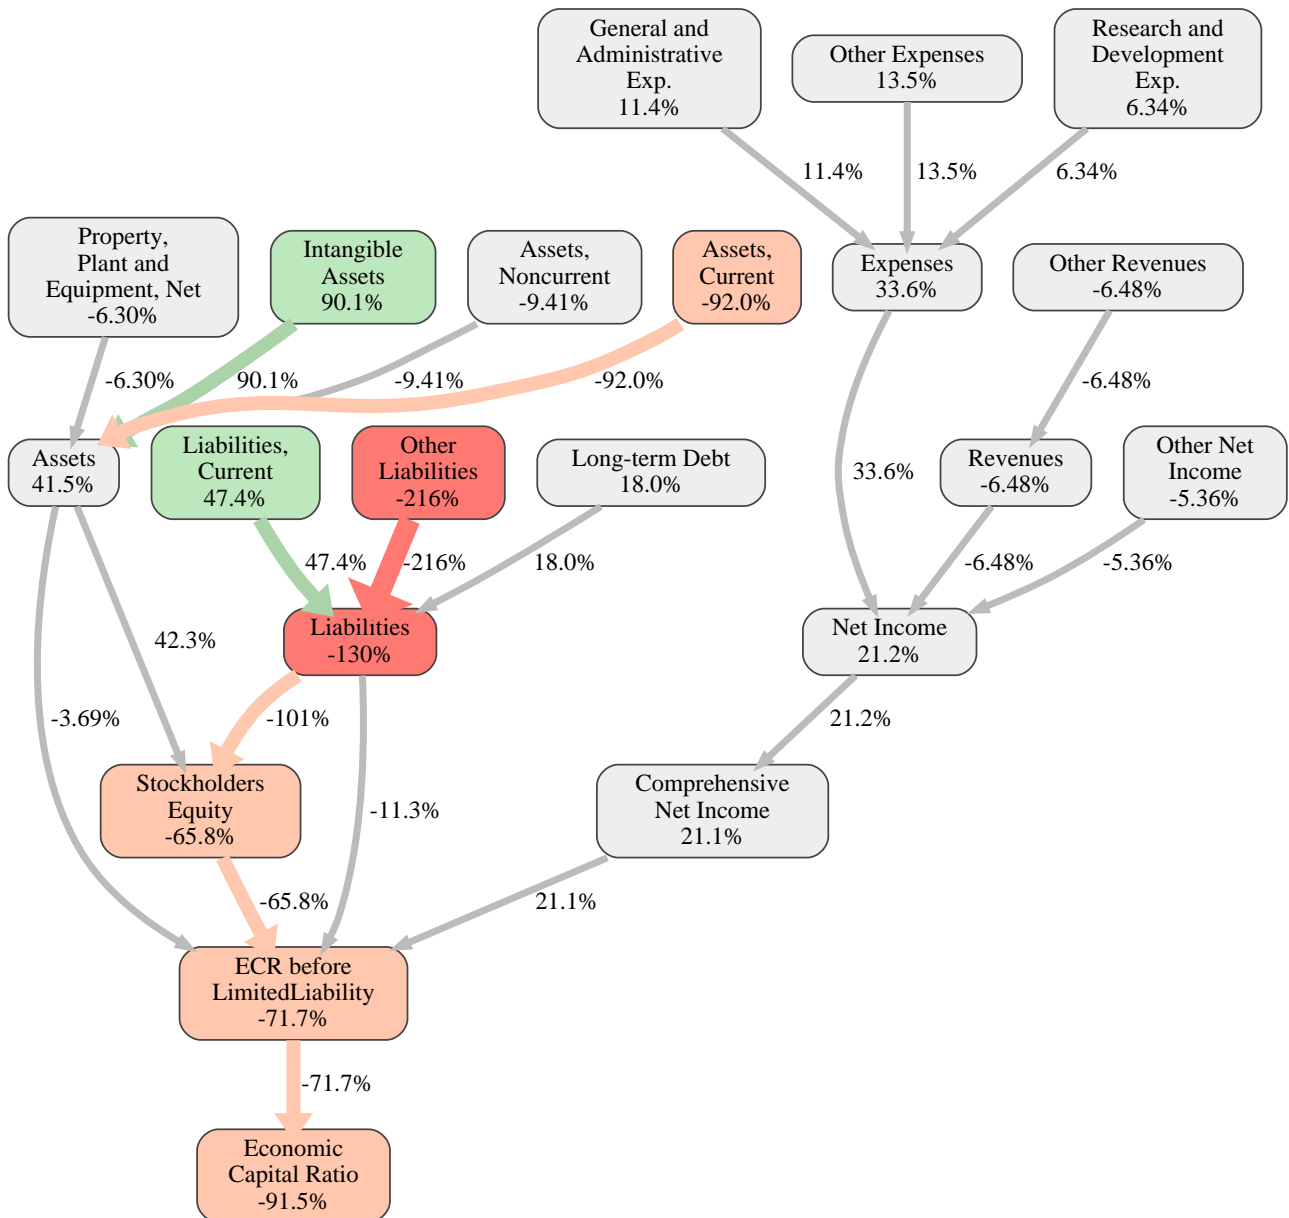 General and
Administrative
Exp.
11.4%
Other Expenses
13.5%
Research and
Development
Exp.
6.34%
11.4%
13.5%
6.34%
Property,
Plant and
Equipment, Net
-6.30%
Intangible
Assets
90.1%
Assets,
Noncurrent
-9.41%
Assets,
Current
-92.0%
Expenses
33.6%
Other Revenues
-6.48%
-6.30%
90.1%
-9.41%
-92.0%
-6.48%
Assets
41.5%
Liabilities,
Current
47.4%
Other
Liabilities
-216%
Long-term Debt
18.0%
33.6%
Revenues
-6.48%
Other Net
Income
-5.36%
47.4%
-216%
18.0%
-6.48%
-5.36%
42.3%
Liabilities
-130%
Net Income
21.2%
-3.69%
-101%
21.2%
Stockholders
Equity
-65.8%
-11.3%
Comprehensive
Net Income
21.1%
-65.8%
21.1%
ECR before
LimitedLiability
-71.7%
-71.7%
Economic
Capital Ratio
-91.5%